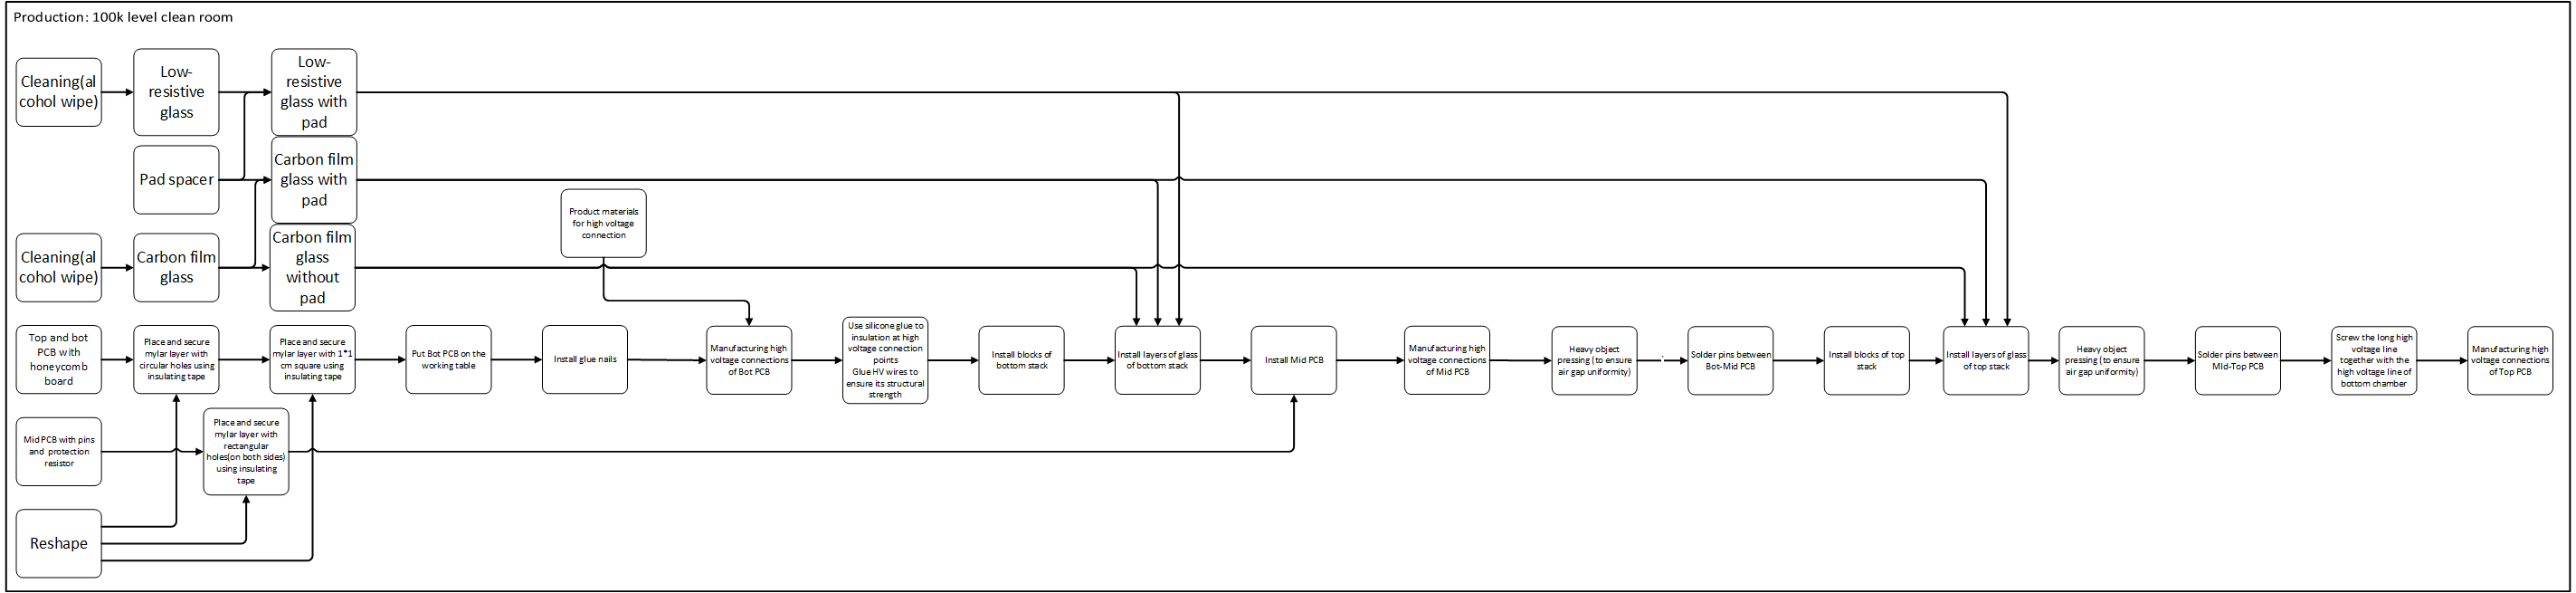 Production: 100k level clean room
Cleaning(al
cohol wipe)
Low-
resistive
glass
Low-
resistive
glass with
pad
Pad spacer
Carbon film
glass with
pad
Cleaning(al
cohol wipe)
Carbon film
glass
Carbon film
glass
without
pad
Product materials
for high voltage
connection
Top and bot
PCB with
honeycomb
board
Place and secure
mylar layer with
circular holes using
insulating tape
Place and secure
mylar layer with 1*1
cm square using
insulating tape
Put Bot PCB on the
working table
Install glue nails
Manufacturing high
voltage connections
of Bot PCB
Use silicone glue to
insulation at high
voltage connection
points
Glue HV wires to
ensure its structural
strength
Install blocks of
bottom stack
Install layers of glass
of bottom stack
Install Mid PCB
Manufacturing high
voltage connections
of Mid PCB
Heavy object
pressing (to ensure
air gap uniformity)
Solder pins between
Bot-Mid PCB
Install blocks of top
stack
Install layers of glass
of top stack
Heavy object
pressing (to ensure
air gap uniformity)
Solder pins between
MId-Top PCB
Screw the long high
voltage line
together with the
high voltage line of
bottom chamber
Manufacturing high
voltage connections
of Top PCB
Mid PCB with pins
and protection
resistor
Place and secure
mylar layer with
rectangular
holes(on both sides)
using insulating
tape
Reshape